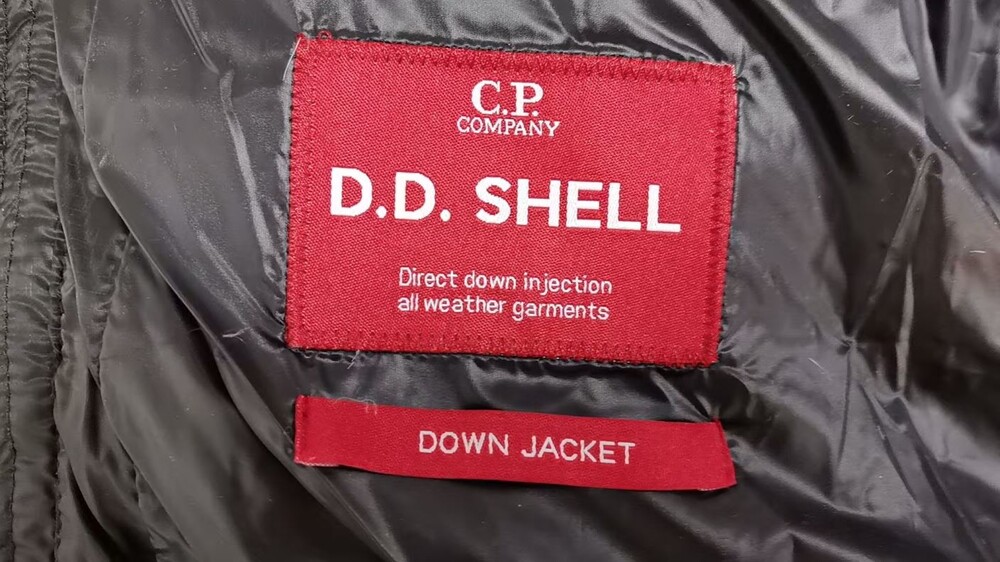 C.P.
COMPANY
D.D. SHELL
Direct down injection
all weather garments
DOWN JACKET